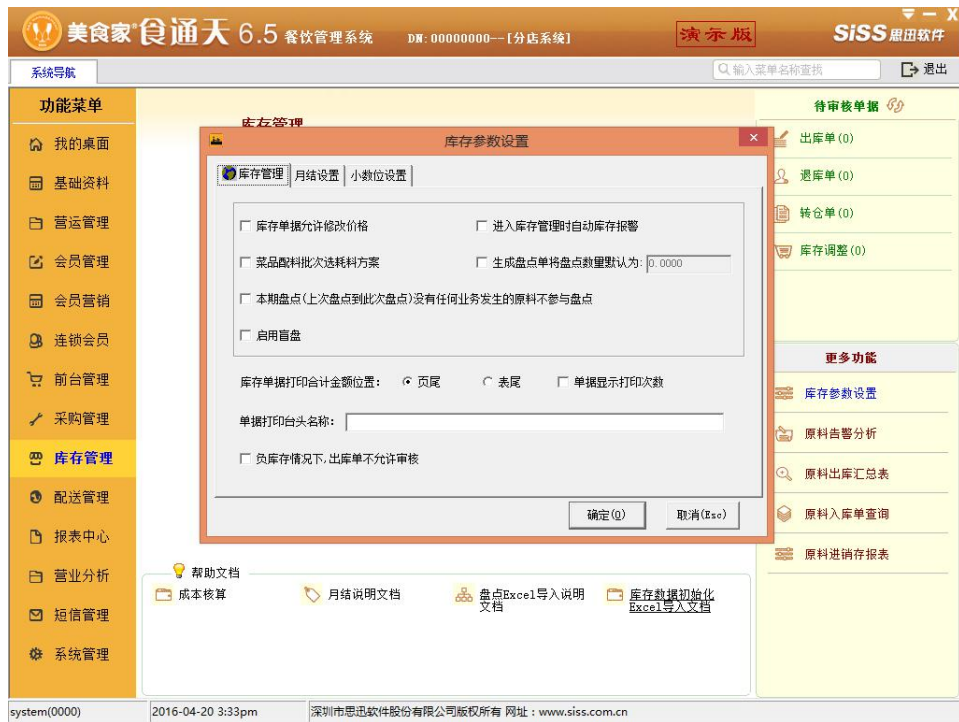 美食家®食通天 6.5 餐饮管理系统 DW:00000000--[分店系统] 演示版 SiSS 思迅软件
系统导航 输入菜单名称查找 退出
功能菜单
我的桌面
基础资料
营运管理
会员管理
会员营销
连锁会员
前台管理
采购管理
库存管理
配送管理
报表中心
营业分析
短信管理
系统管理
库存管理
库存参数设置
库存管理 月结设置 小数位设置
库存单据允许修改价格 进入库存管理时自动库存报警
菜品配料批次选耗料方案 生成盘点单将盘点数量默认为: 0.0000
本期盘点(上次盘点到此次盘点)没有任何业务发生的原料不参与盘点
启用盲盘
库存单据打印合计金额位置: 页尾 表尾 单据显示打印次数
单据打印台头名称:
负库存情况下,出库单不允许审核
确定(O) 取消(Esc)
帮助文档
成本核算 月结说明文档 盘点Excel导入说明文档 库存数据初始化Excel导入文档
待审核单据
出库单(0)
退库单(0)
转仓单(0)
库存调整(0)
更多功能
库存参数设置
原料告警分析
原料出库汇总表
原料入库单查询
原料进销存报表
system(0000) 2016-04-20 3:33pm 深圳市思迅软件股份有限公司版权所有 网址：www.siss.com.cn